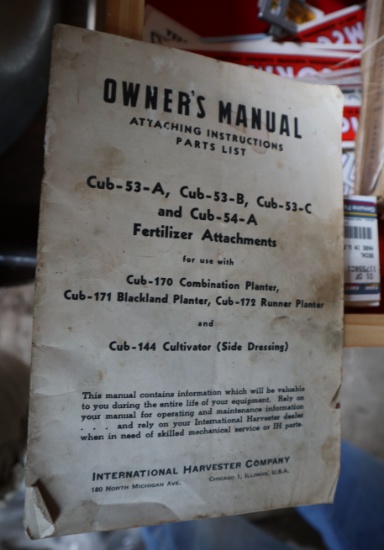 OWNER'S MANUAL
ATTACHING INSTRUCTIONS
PARTS LIST
Cub-53-A, Cub-53-B, Cub-53-C
and Cub-54-A
Fertilizer Attachments
for use with
Cub-170 Combination Planter,
Cub-171 Blackland Planter, Cub-172 Runner Planter
and
Cub-144 Cultivator (Side Dressing)
This manual contains information which will be valuable
to you during the entire life of your equipment. Rely on
your manual for operating and maintenance information
. . . and rely on your International Harvester dealer
when in need of skilled mechanical service or IH parts.
INTERNATIONAL HARVESTER COMPANY
180 NORTH MICHIGAN AVE. CHICAGO 1, ILLINOIS, U.S.A.